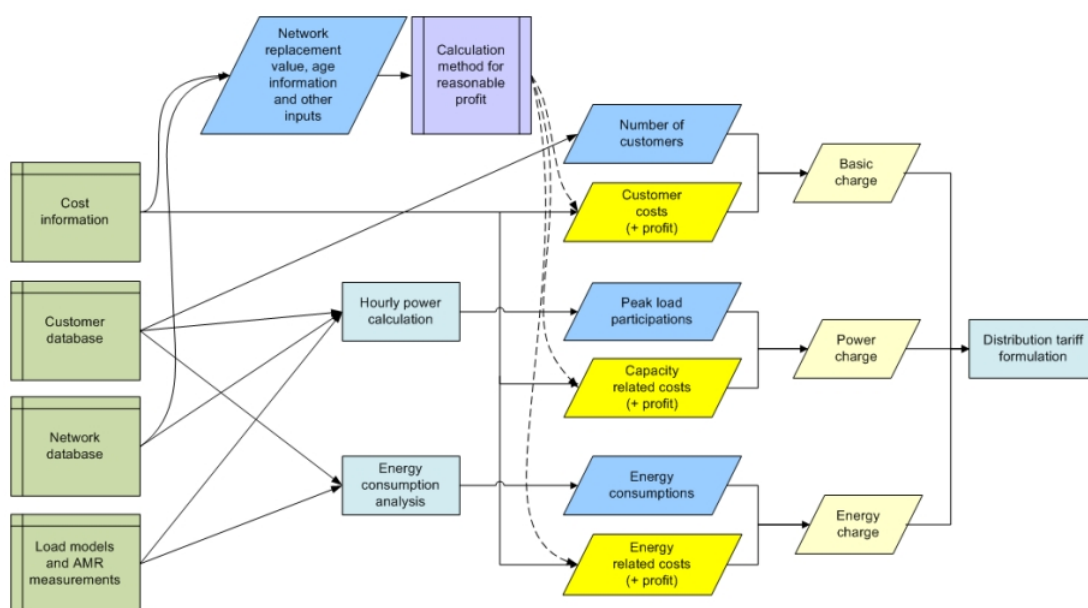 Network
replacement
value, age
information
and other
inputs
Calculation
method for
reasonable
profit
Number of
customers
Basic
charge
Cost
information
Customer
costs
(+ profit)
Customer
database
Hourly power
calculation
Peak load
participations
Power
charge
Distribution tariff
formulation
Capacity
related costs
(+ profit)
Network
database
Energy
consumption
analysis
Energy
consumptions
Energy
charge
Load models
and AMR
measurements
Energy
related costs
(+ profit)